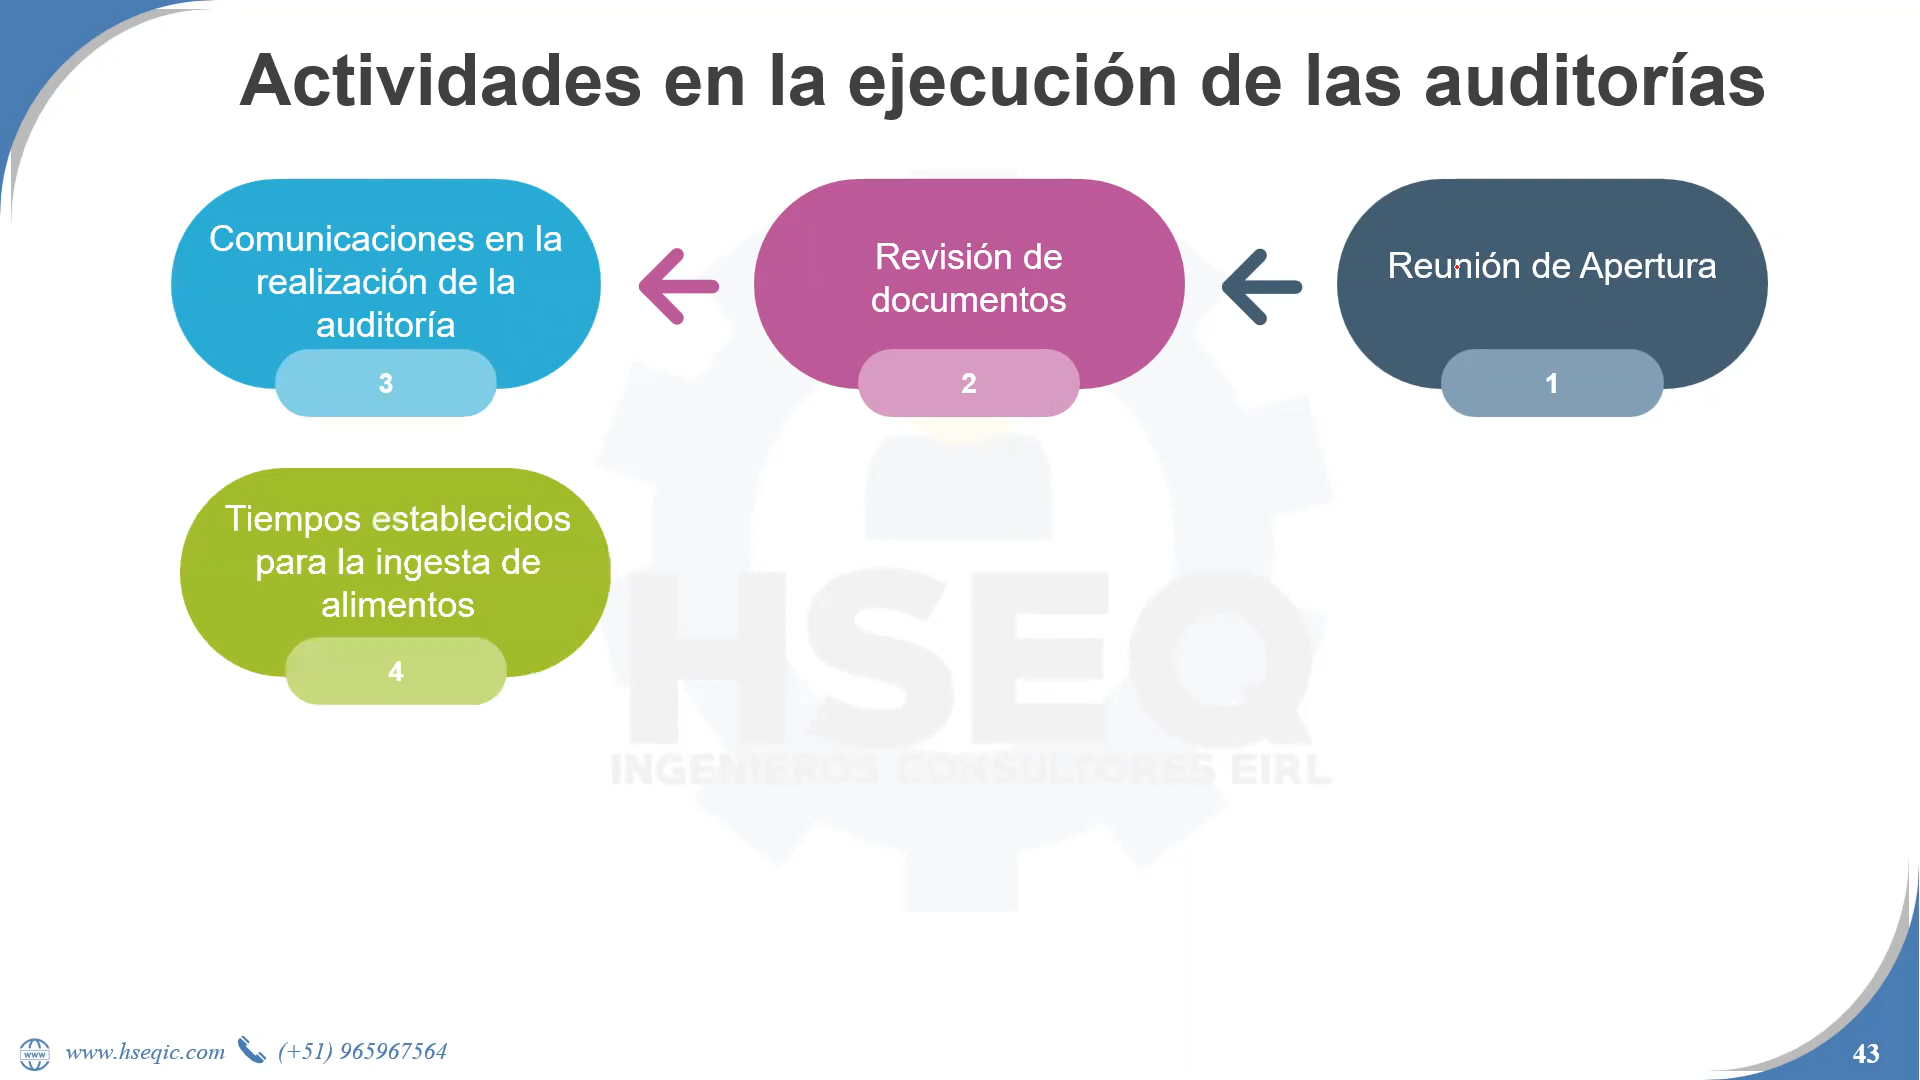 Actividades en la ejecución de las auditorías
Comunicaciones en la
realización de la
auditoría
3
Revisión de
documentos
2
Reunión de Apertura
1
Tiempos establecidos
para la ingesta de
alimentos
4
HSEQ
INGENIEROS CONSULTORES EIRL
www
www.hseqic.com
(+51) 965967564
43